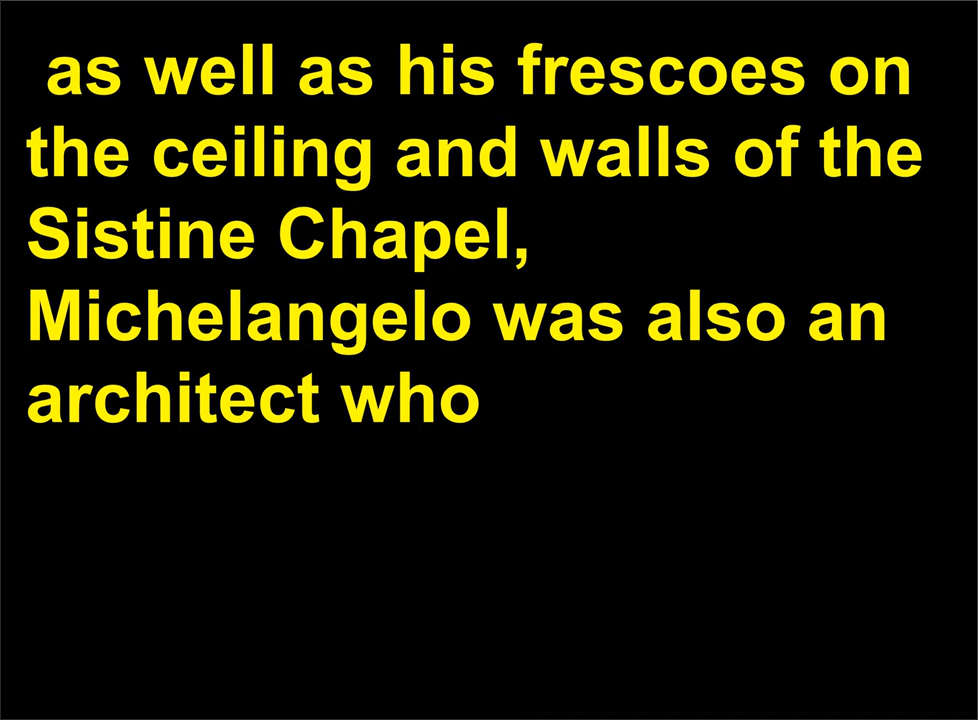 as well as his frescoes on
the ceiling and walls of the
Sistine Chapel,
Michelangelo was also an
architect who